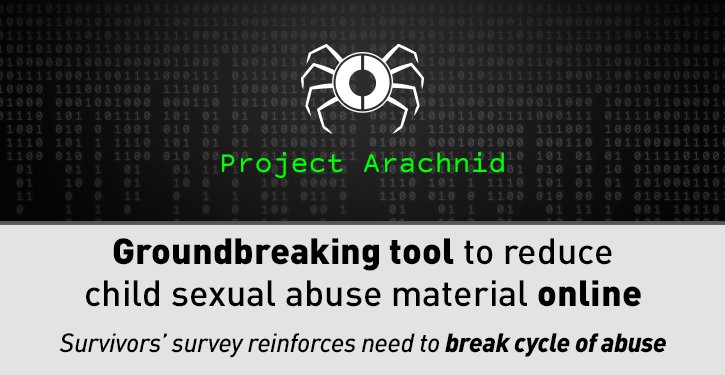 Project Arachnid
Groundbreaking tool to reduce
child sexual abuse material online
Survivors’ survey reinforces need to break cycle of abuse